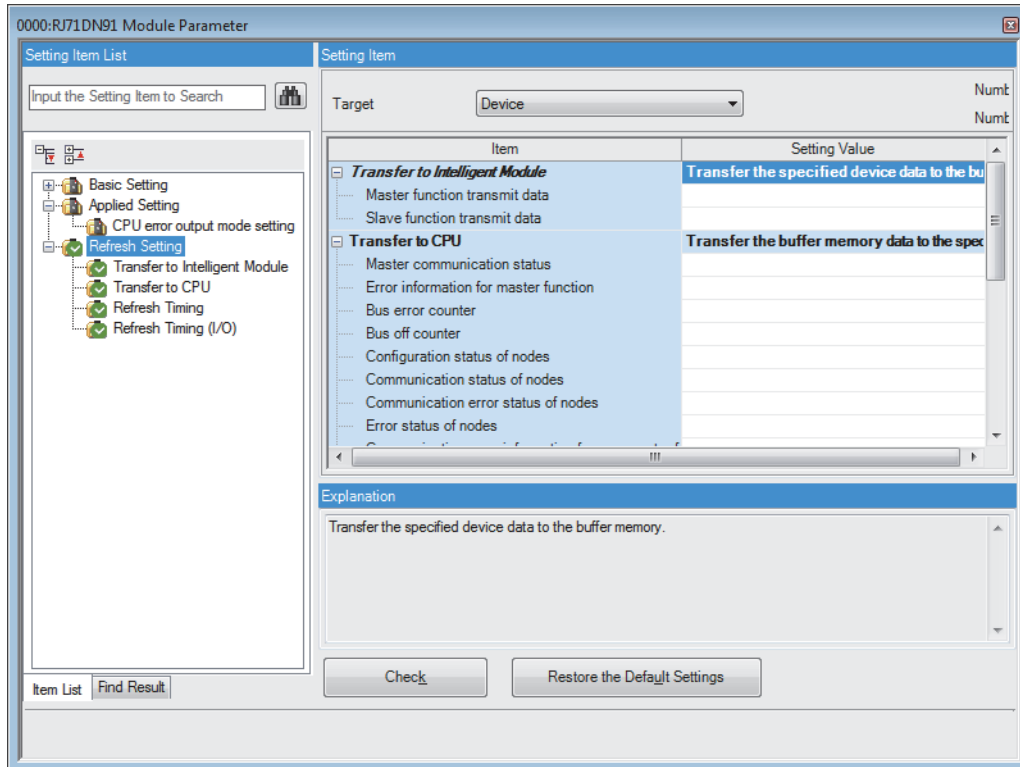 0000:RJ71DN91 Module Parameter
Setting Item List
Input the Setting Item to Search
Basic Setting
Applied Setting
CPU error output mode setting
Refresh Setting
Transfer to Intelligent Module
Transfer to CPU
Refresh Timing
Refresh Timing (I/O)
Item List Find Result
Setting Item
Target Device
Item Setting Value
Transfer to Intelligent Module Transfer the specified device data to the bu
Master function transmit data
Slave function transmit data
Transfer to CPU Transfer the buffer memory data to the spec
Master communication status
Error information for master function
Bus error counter
Bus off counter
Configuration status of nodes
Communication status of nodes
Communication error status of nodes
Error status of nodes
Explanation
Transfer the specified device data to the buffer memory.
Check Restore the Default Settings